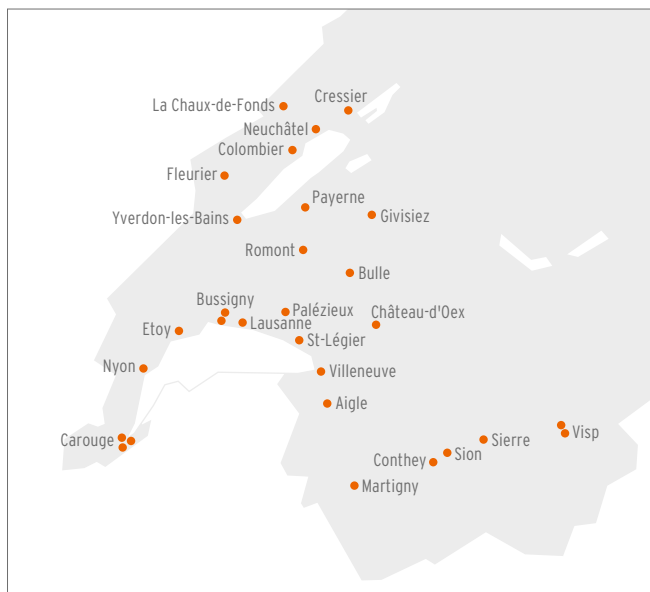 La Chaux-de-Fonds
Cressier
Neuchâtel
Colombier
Fleurier
Payerne
Yverdon-les-Bains
Givisiez
Romont
Bulle
Bussigny
Palézieux
Château-d'Oex
Etoy
Lausanne
St-Légier
Nyon
Villeneuve
Aigle
Carouge
Visp
Sierre
Sion
Conthey
Martigny